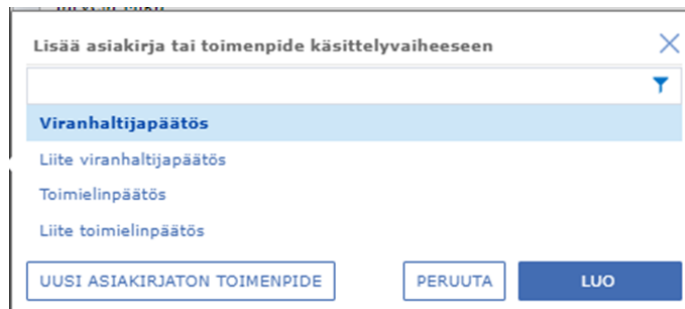 Lisää asiakirja tai toimenpide käsittelyvaiheeseen
Viranhaltijapäätös
Liite viranhaltijapäätös
Toimielinpäätös
Liite toimielinpäätös
UUSI ASIAKIRJATON TOIMENPIDE
PERUUTA
LUO